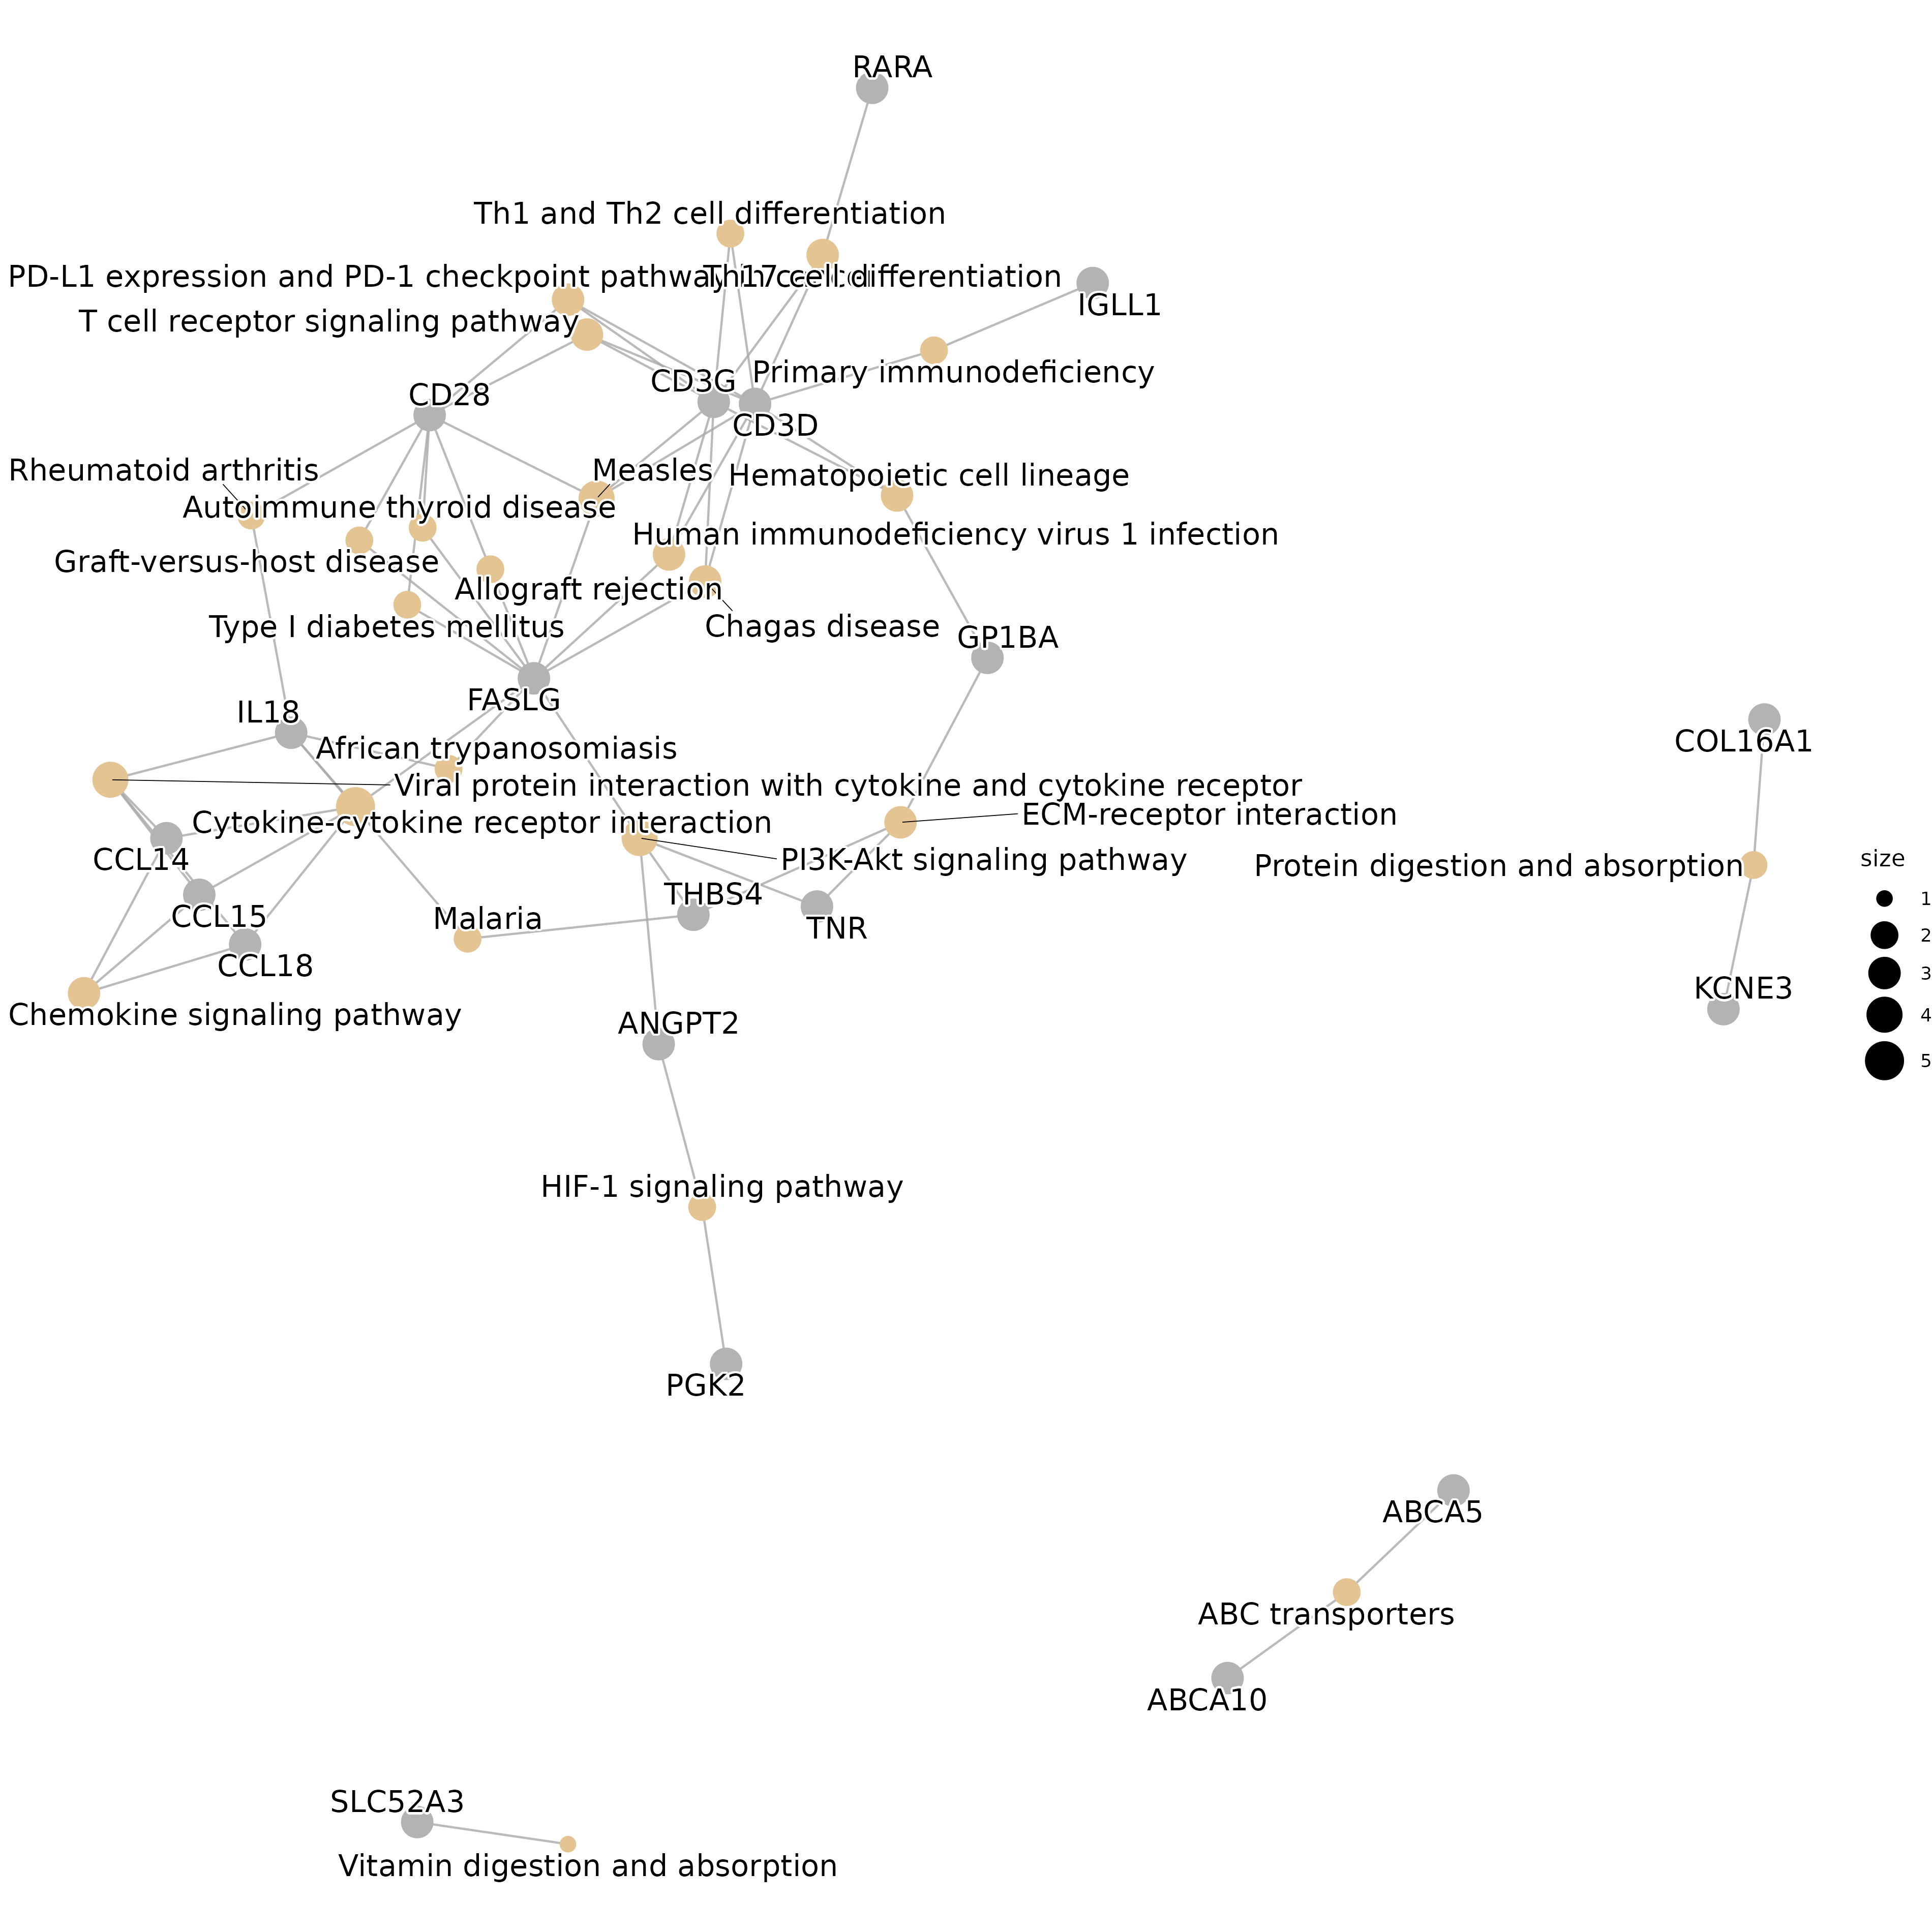 RARA
Th1 and Th2 cell differentiation
PD-L1 expression and PD-1 checkpoint pathway in
Th17 cell differentiation
IGLL1
T cell receptor signaling pathway
Primary immunodeficiency
CD3G
CD28
CD3D
Rheumatoid arthritis
Measles
Hematopoietic cell lineage
Autoimmune thyroid disease
Human immunodeficiency virus 1 infection
Graft-versus-host disease
Allograft rejection
Type I diabetes mellitus
Chagas disease
GP1BA
FASLG
IL18
COL16A1
African trypanosomiasis
Viral protein interaction with cytokine and cytokine receptor
ECM-receptor interaction
Cytokine-cytokine receptor interaction
CCL14
PI3K-Akt signaling pathway
Protein digestion and absorption
size
1
2
3
4
5
THBS4
CCL15
Malaria
TNR
CCL18
KCNE3
Chemokine signaling pathway
ANGPT2
HIF-1 signaling pathway
PGK2
ABCA5
ABC transporters
ABCA10
SLC52A3
Vitamin digestion and absorption